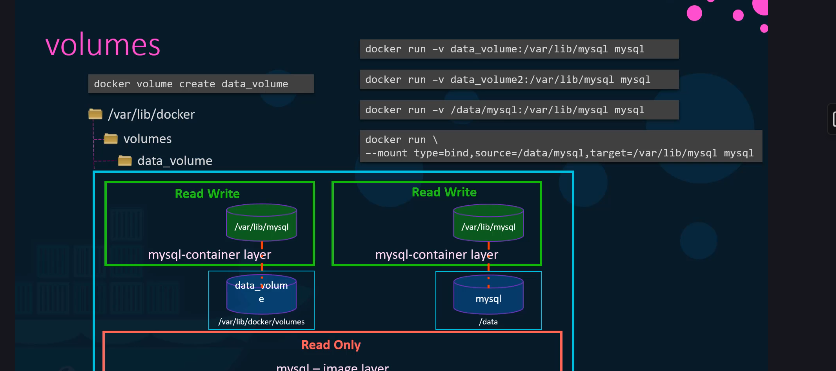 volumes
docker volume create data_volume
/var/lib/docker
volumes
data_volume
docker run -v data_volume:/var/lib/mysql mysql
docker run -v data_volume2:/var/lib/mysql mysql
docker run -v /data/mysql:/var/lib/mysql mysql
docker run \
--mount type=bind,source=/data/mysql,target=/var/lib/mysql mysql
Read Write
/var/lib/mysql
mysql-container layer
data_volum
e
/var/lib/docker/volumes
Read Write
/var/lib/mysql
mysql-container layer
mysql
/data
Read Only
mysql – image layer